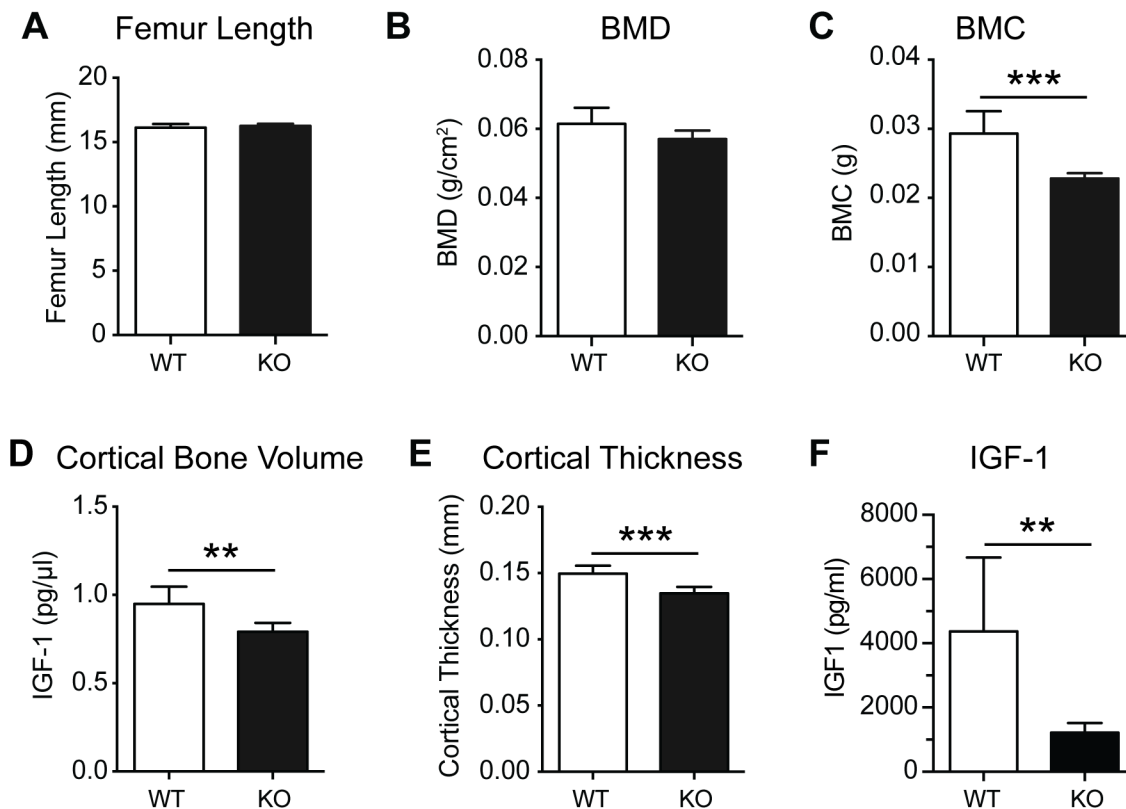 A Femur Length
Femur Length (mm)
20
15
10
5
0
WT KO
B BMD
BMD (g/cm²)
0.08
0.06
0.04
0.02
0.00
WT KO
C BMC
BMC (g)
0.04
0.03
0.02
0.01
0.00
***
WT KO
D Cortical Bone Volume
IGF-1 (pg/µl)
1.5
1.0
0.5
0.0
**
WT KO
E Cortical Thickness
Cortical Thickness (mm)
0.20
0.15
0.10
0.05
0.00
***
WT KO
F IGF-1
IGF1 (pg/ml)
8000
6000
4000
2000
0
**
WT KO